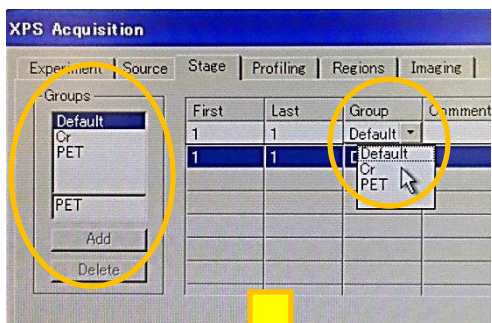 XPS Acquisition
Experiment Source Stage Profiling Regions Imaging
Groups
Default
Cr
PET
PET
Add
Delete
First Last Group Comment
1 1 Default
1 1
Default
Cr
PET